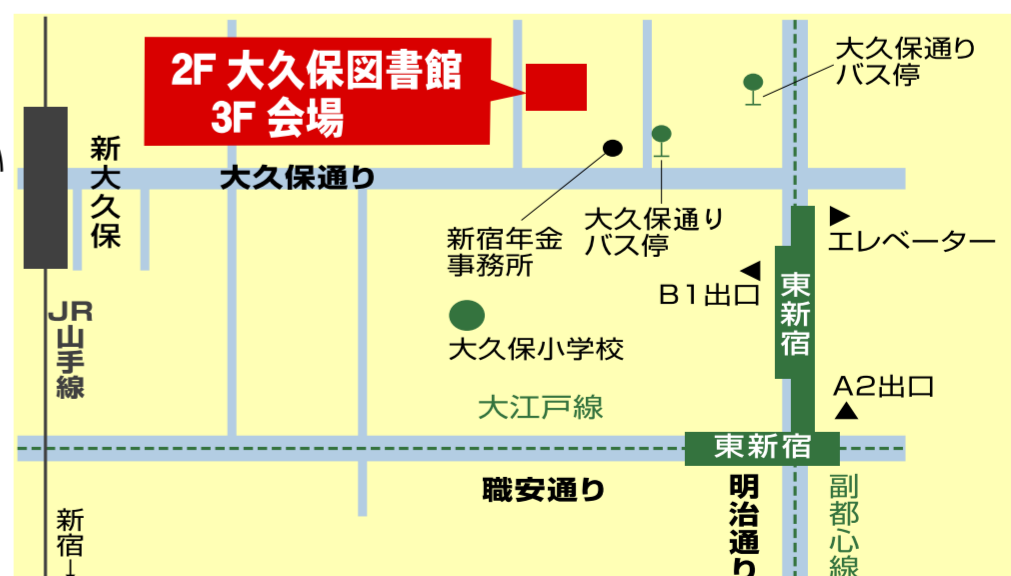 大久保通り
バス停
2F 大久保図書館
3F 会場
新大久保
大久保通り
新宿年金
事務所
大久保通り
バス停
エレベーター
B1出口
東新宿
JR山手線
大久保小学校
A2出口
大江戸線
東新宿
職安通り
明治通り
副都心線
新宿↓